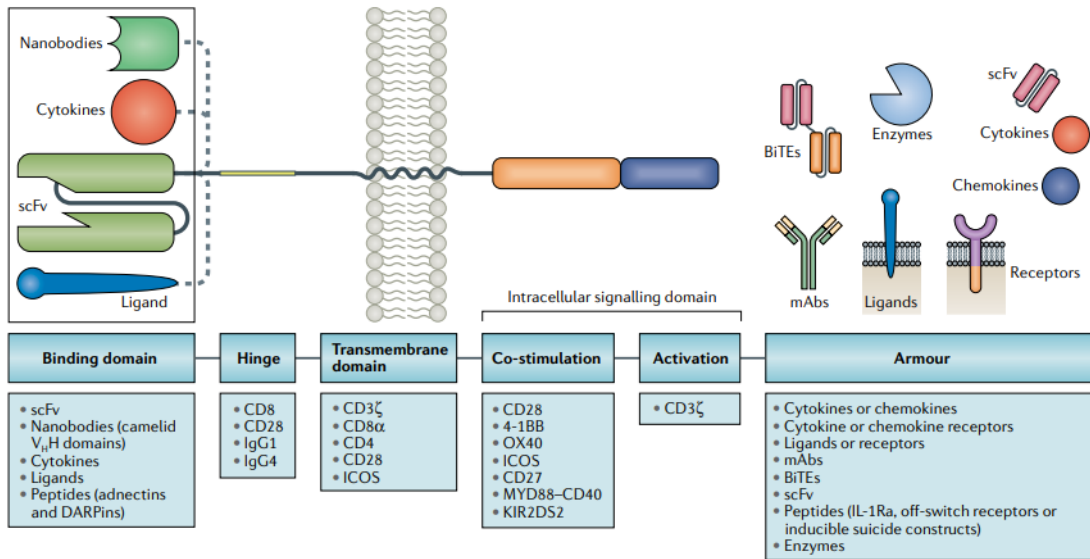 Nanobodies
Cytokines
scFv
Ligand
BiTEs
Enzymes
scFv
Cytokines
Chemokines
mAbs
Ligands
Receptors
Intracellular signalling domain
Binding domain
Hinge
Transmembrane
domain
Co-stimulation
Activation
Armour
• scFv
• Nanobodies (camelid
VHH domains)
• Cytokines
• Ligands
• Peptides (adnectins
and DARPins)
• CD8
• CD28
• IgG1
• IgG4
• CD3ζ
• CD8α
• CD4
• CD28
• ICOS
• CD28
• 4-1BB
• OX40
• ICOS
• CD27
• MYD88–CD40
• KIR2DS2
• CD3ζ
• Cytokines or chemokines
• Cytokine or chemokine receptors
• Ligands or receptors
• mAbs
• BiTEs
• scFv
• Peptides (IL-1Ra, off-switch receptors or
inducible suicide constructs)
• Enzymes